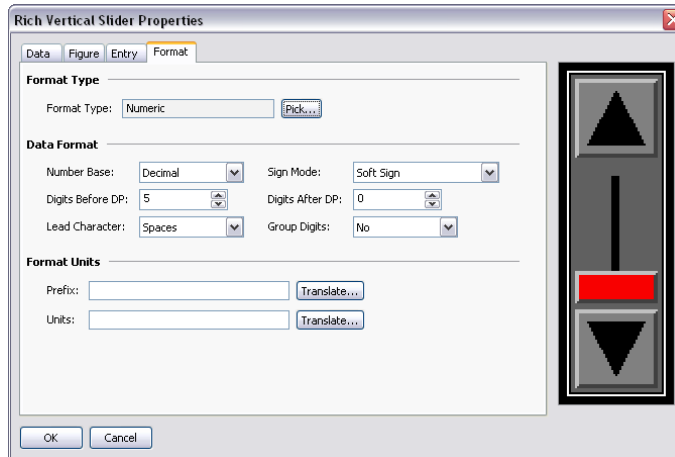 Rich Vertical Slider Properties
Data Figure Entry Format
Format Type
Format Type: Numeric Pick...
Data Format
Number Base: Decimal Sign Mode: Soft Sign
Digits Before DP: 5 Digits After DP: 0
Lead Character: Spaces Group Digits: No
Format Units
Prefix: Translate...
Units: Translate...
OK Cancel